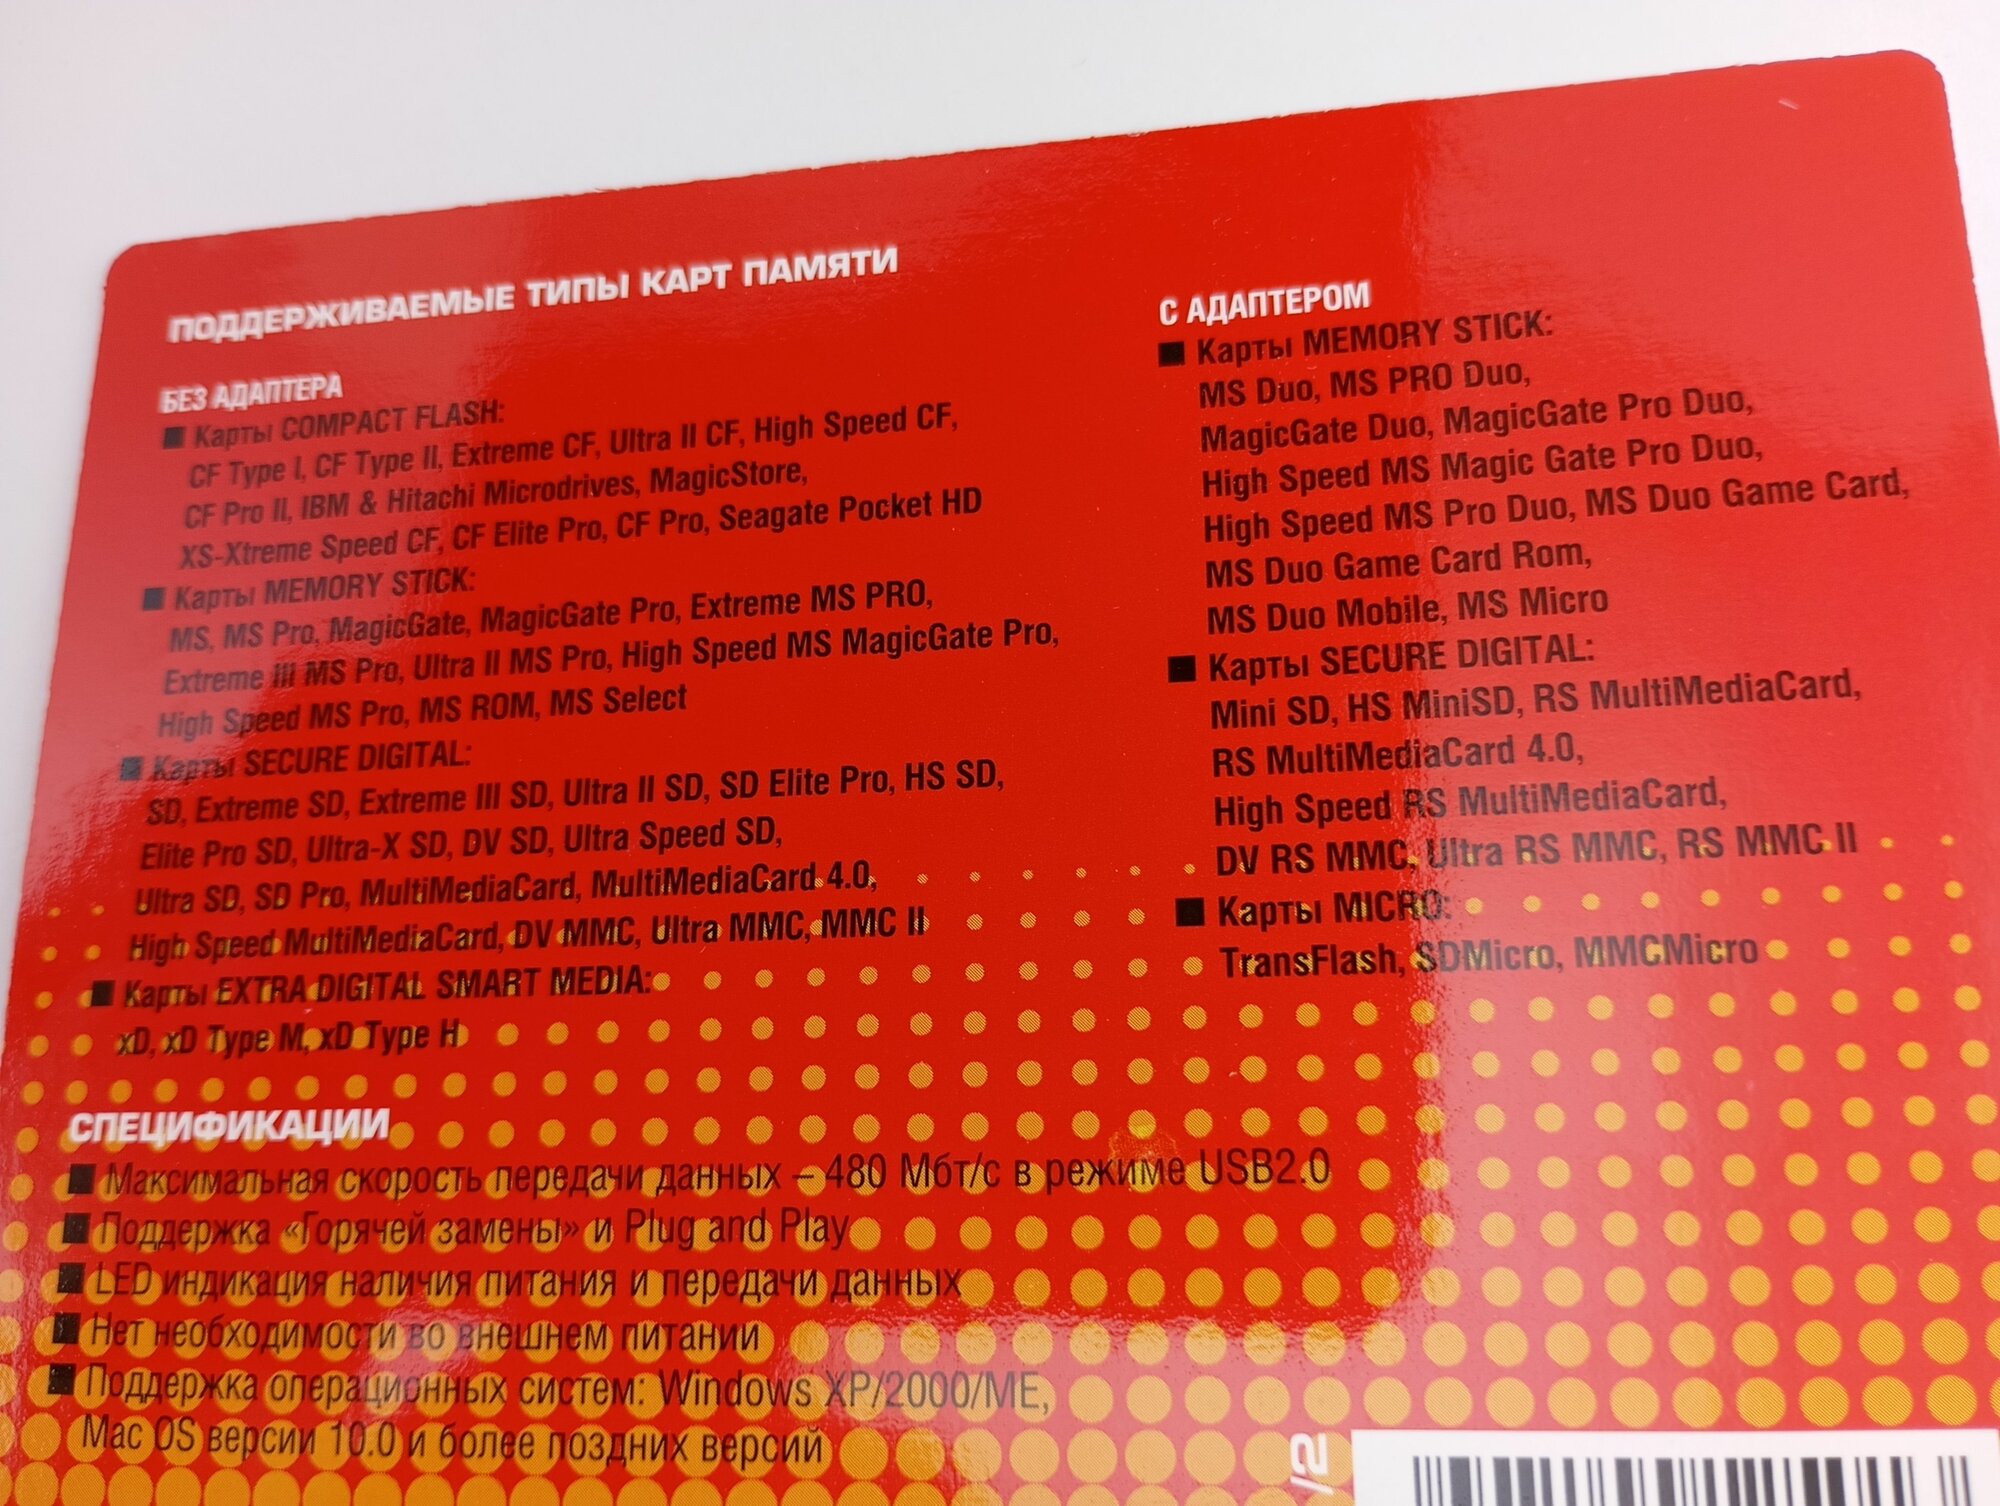 ПОДДЕРЖИВАЕМЫЕ ТИПЫ КАРТ ПАМЯТИ
БЕЗ АДАПТЕРА
■ Карты COMPACT FLASH:
CF Type I, CF Type II, Extreme CF, Ultra II CF, High Speed CF,
CF Pro II, IBM & Hitachi Microdrives, MagicStore,
XS-Xtreme Speed CF, CF Elite Pro, CF Pro, Seagate Pocket HD
■ Карты MEMORY STICK:
MS, MS Pro, MagicGate, MagicGate Pro, Extreme MS PRO,
Extreme III MS Pro, Ultra II MS Pro, High Speed MS MagicGate Pro,
High Speed MS Pro, MS ROM, MS Select
■ Карты SECURE DIGITAL:
SD, Extreme SD, Extreme III SD, Ultra II SD, SD Elite Pro, HS SD,
Elite Pro SD, Ultra-X SD, DV SD, Ultra Speed SD,
Ultra SD, SD Pro, MultiMediaCard, MultiMediaCard 4.0,
High Speed MultiMediaCard, DV MMC, Ultra MMC, MMC II
■ Карты EXTRA DIGITAL SMART MEDIA:
xD, xD Type M, xD Type H
С АДАПТЕРОМ
■ Карты MEMORY STICK:
MS Duo, MS PRO Duo,
MagicGate Duo, MagicGate Pro Duo,
High Speed MS Magic Gate Pro Duo,
High Speed MS Pro Duo, MS Duo Game Card,
MS Duo Game Card Rom,
MS Duo Mobile, MS Micro
■ Карты SECURE DIGITAL:
Mini SD, HS MiniSD, RS MultiMediaCard,
RS MultiMediaCard 4.0,
High Speed RS MultiMediaCard,
DV RS MMC, Ultra RS MMC, RS MMC II
■ Карты MICRO:
TransFlash, SDMicro, MMCMicro
СПЕЦИФИКАЦИИ
■ Максимальная скорость передачи данных – 480 Мбт/с в режиме USB2.0
■ Поддержка «Горячей замены» и Plug and Play
■ LED индикация наличия питания и передачи данных
■ Нет необходимости во внешнем питании
■ Поддержка операционных систем: Windows XP/2000/ME,
Mac OS версии 10.0 и более поздних версий
/2